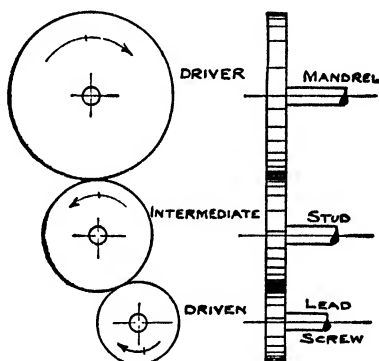 DRIVER
MANDREL
INTERMEDIATE
STUD
DRIVEN
LEAD
SCREW